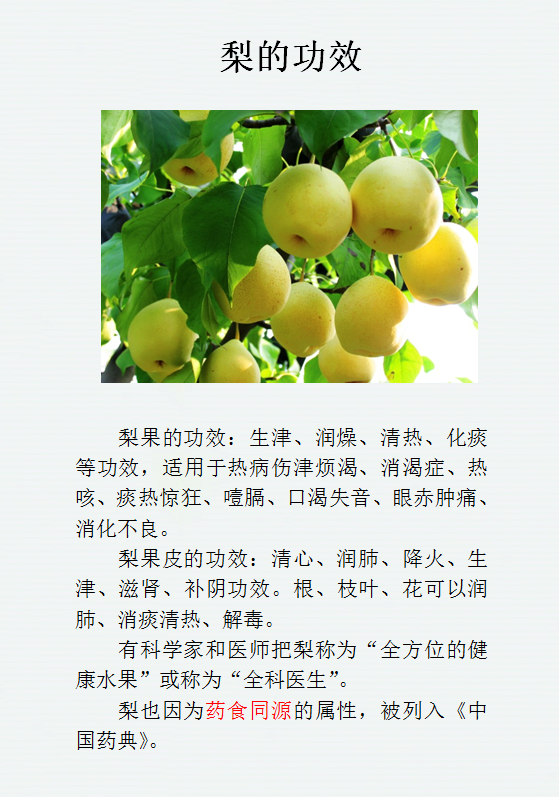 梨的功效
梨果的功效：生津、润燥、清热、化痰
等功效，适用于热病伤津烦渴、消渴症、热
咳、痰热惊狂、噎膈、口渴失音、眼赤肿痛、
消化不良。
梨果皮的功效：清心、润肺、降火、生
津、滋肾、补阴功效。根、枝叶、花可以润
肺、消痰清热、解毒。
有科学家和医师把梨称为“全方位的健
康水果”或称为“全科医生”。
梨也因为药食同源的属性，被列入《中
国药典》。